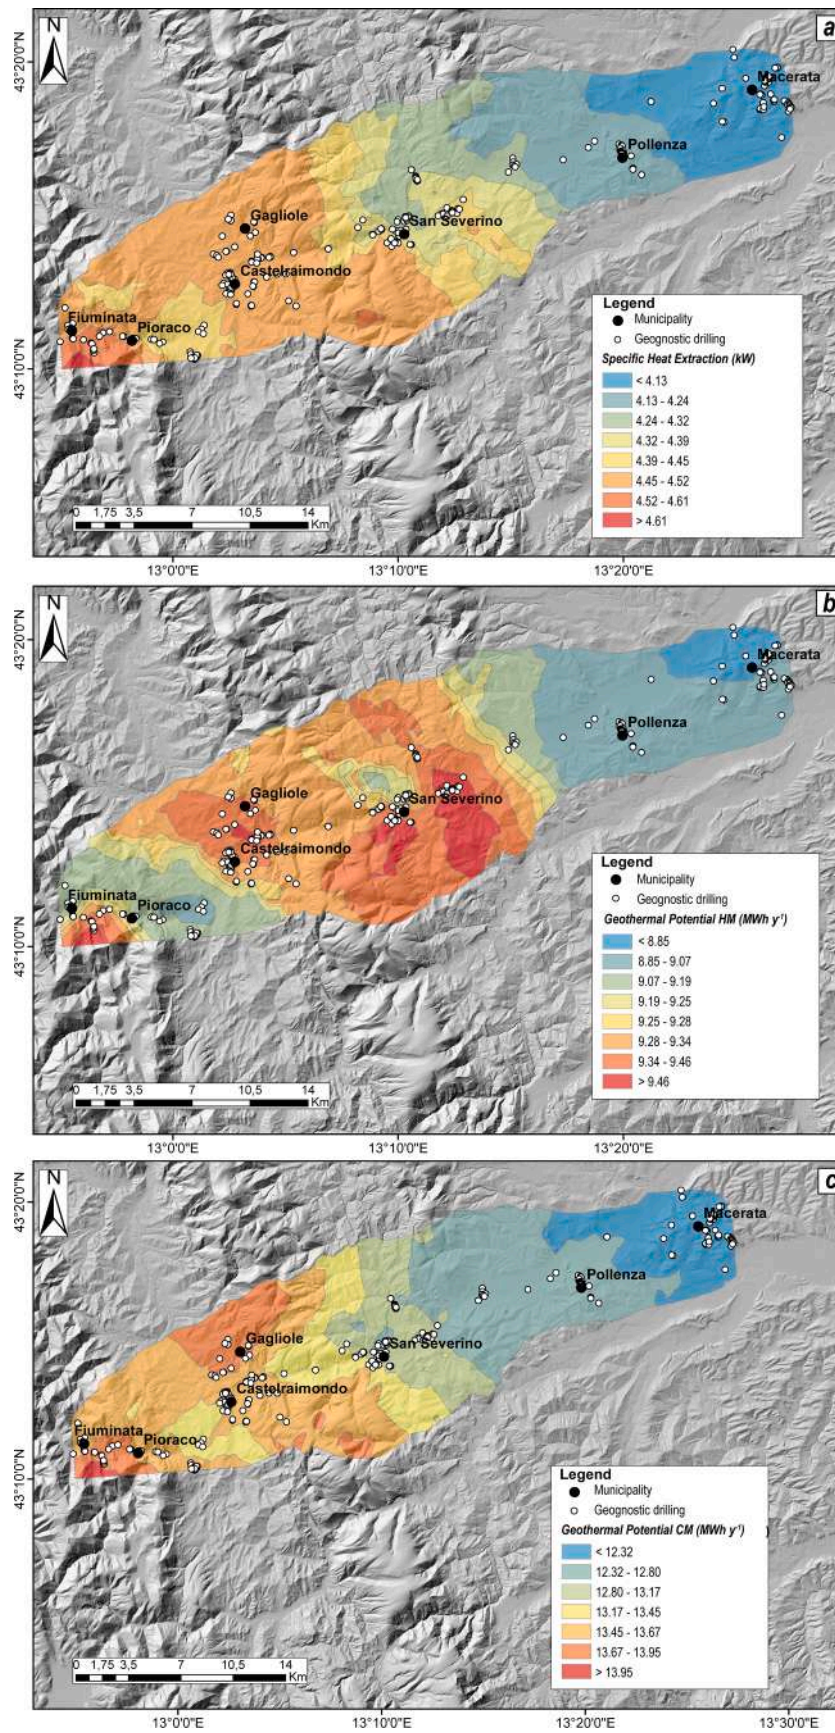 a
N
43°20'0"N
Macerata
Pollenza
Gagliole
San Severino
Castelraimondo
Fiuminata
Pioraco
43°10'0"N
Legend
Municipality
Geognostic drilling
Specific Heat Extraction (kW)
< 4.13
4.13 - 4.24
4.24 - 4.32
4.32 - 4.39
4.39 - 4.45
4.45 - 4.52
4.52 - 4.61
> 4.61
0 1,75 3,5 7 10,5 14
Km
13°0'0"E 13°10'0"E 13°20'0"E
b
N
43°20'0"N
Macerata
Pollenza
Gagliole
San Severino
Castelraimondo
Fiuminata
Pioraco
43°10'0"N
Legend
Municipality
Geognostic drilling
Geothermal Potential HM (MWh y⁻¹)
< 8.85
8.85 - 9.07
9.07 - 9.19
9.19 - 9.25
9.25 - 9.28
9.28 - 9.34
9.34 - 9.46
> 9.46
0 1,75 3,5 7 10,5 14
Km
13°0'0"E 13°10'0"E 13°20'0"E
c
N
43°20'0"N
Macerata
Pollenza
Gagliole
San Severino
Castelraimondo
Fiuminata
Pioraco
43°10'0"N
Legend
Municipality
Geognostic drilling
Geothermal Potential CM (MWh y⁻¹)
< 12.32
12.32 - 12.80
12.80 - 13.17
13.17 - 13.45
13.45 - 13.67
13.67 - 13.95
> 13.95
0 1,75 3,5 7 10,5 14
Km
13°0'0"E 13°10'0"E 13°20'0"E 13°30'0"E